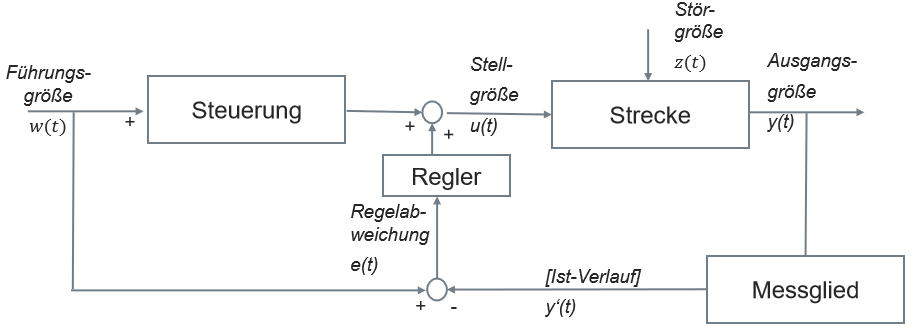 Führungs-
größe
w(t)
+
Steuerung
+
+
Stell-
größe
u(t)
Stör-
größe
z(t)
Strecke
Ausgangs-
größe
y(t)
Regler
Regelab-
weichung
e(t)
+
-
[Ist-Verlauf]
y‘(t)
Messglied